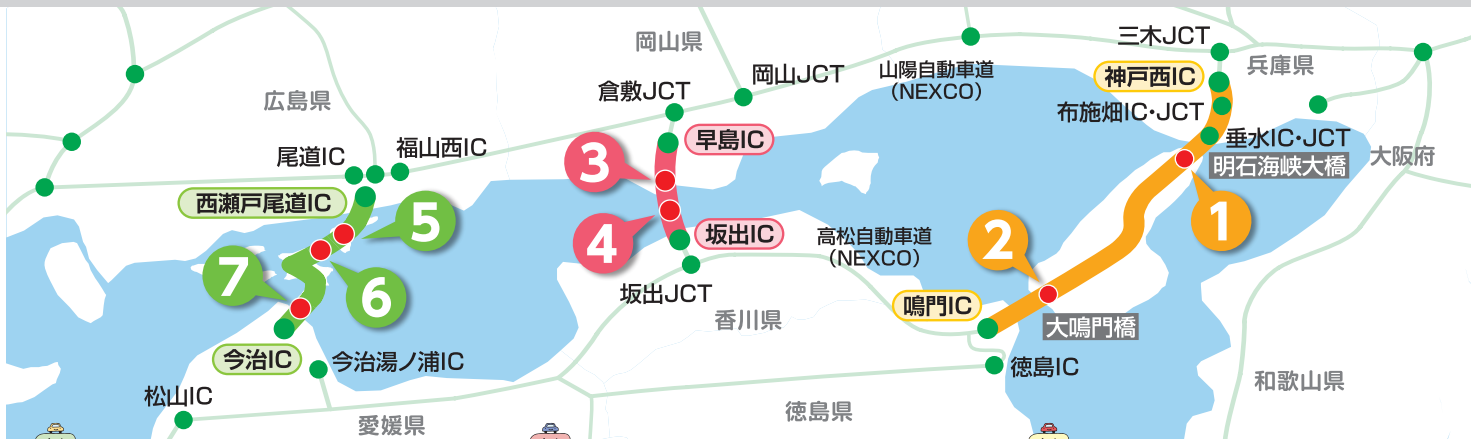 三木JCT
岡山県
兵庫県
神戸西IC
山陽自動車道
(NEXCO)
岡山JCT
倉敷JCT
広島県
布施畑IC・JCT
垂水IC・JCT
早島IC
明石海峡大橋
大阪府
福山西IC
尾道IC
3
西瀬戸尾道IC
5
1
4
坂出IC
高松自動車道
(NEXCO)
2
7
6
坂出JCT
鳴門IC
香川県
大鳴門橋
今治IC
今治湯ノ浦IC
徳島IC
和歌山県
松山IC
徳島県
愛媛県